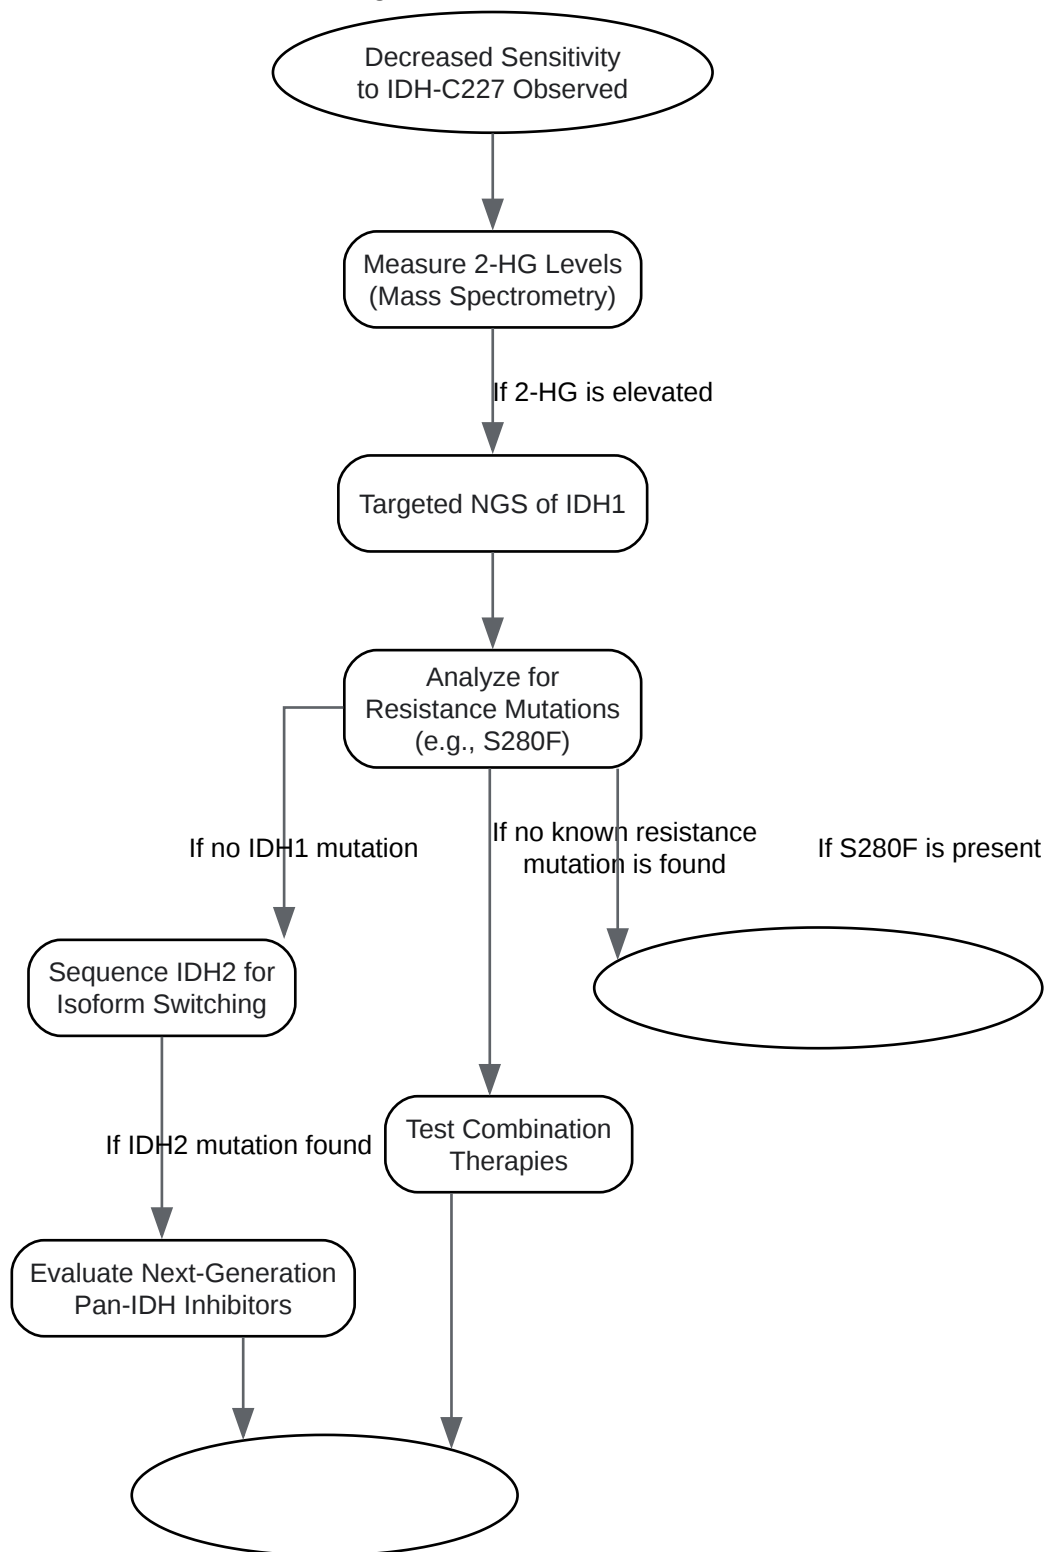 Decreased Sensitivity
to IDH-C227 Observed
Measure 2-HG Levels
(Mass Spectrometry)
If 2-HG is elevated
Targeted NGS of IDH1
Analyze for
Resistance Mutations
(e.g., S280F)
If no IDH1 mutation
If no known resistance
mutation is found
If S280F is present
Sequence IDH2 for
Isoform Switching
If IDH2 mutation found
Test Combination
Therapies
Evaluate Next-Generation
Pan-IDH Inhibitors